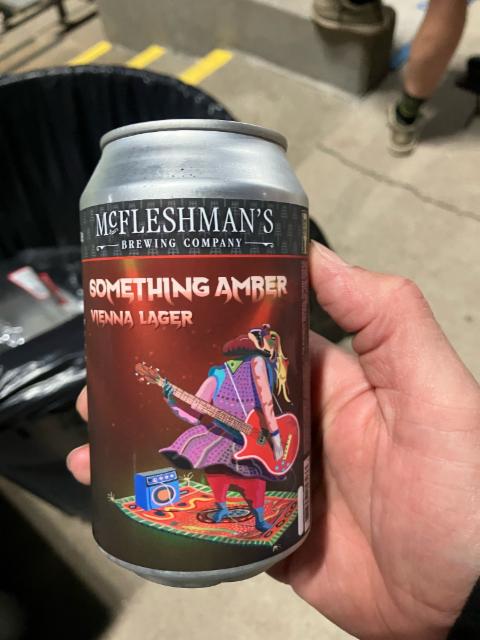 McFLESHMAN'S
BREWING COMPANY
SOMETHING AMBER
VIENNA LAGER